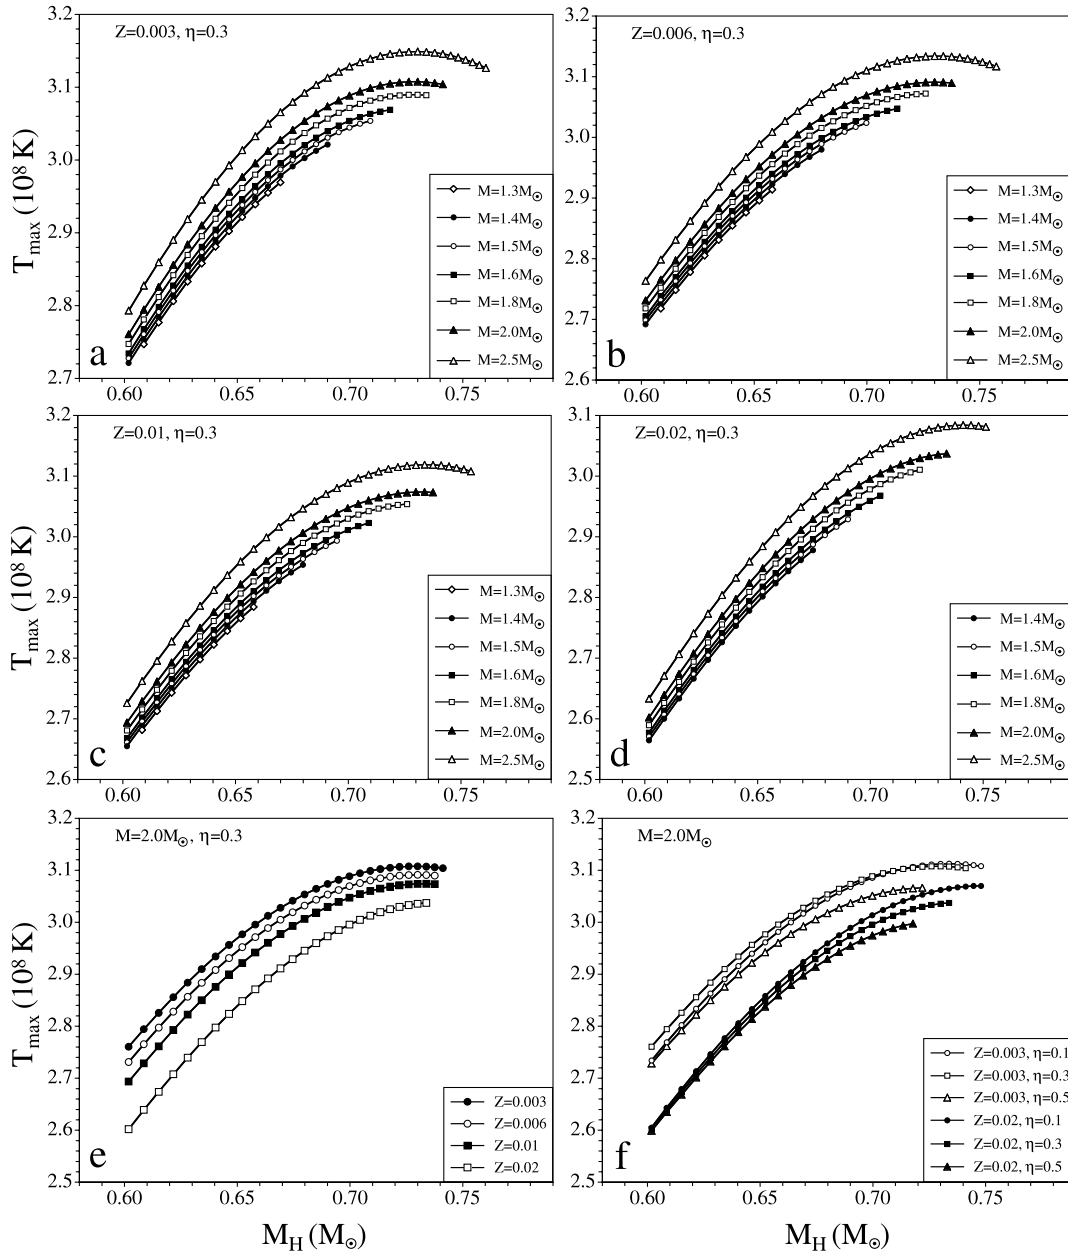 Z=0.003, η=0.3
3.2
3.1
3.0
2.9
2.8
2.7
T_max (10^8 K)
M=1.3M⊙
M=1.4M⊙
M=1.5M⊙
M=1.6M⊙
M=1.8M⊙
M=2.0M⊙
M=2.5M⊙
a
0.60
0.65
0.70
0.75
Z=0.006, η=0.3
3.2
3.1
3.0
2.9
2.8
2.7
2.6
M=1.3M⊙
M=1.4M⊙
M=1.5M⊙
M=1.6M⊙
M=1.8M⊙
M=2.0M⊙
M=2.5M⊙
b
0.60
0.65
0.70
0.75
Z=0.01, η=0.3
3.2
3.1
3.0
2.9
2.8
2.7
2.6
T_max (10^8 K)
M=1.3M⊙
M=1.4M⊙
M=1.5M⊙
M=1.6M⊙
M=1.8M⊙
M=2.0M⊙
M=2.5M⊙
c
0.60
0.65
0.70
0.75
Z=0.02, η=0.3
3.1
3.0
2.9
2.8
2.7
2.6
2.5
M=1.4M⊙
M=1.5M⊙
M=1.6M⊙
M=1.8M⊙
M=2.0M⊙
M=2.5M⊙
d
0.60
0.65
0.70
0.75
M=2.0M⊙, η=0.3
3.2
3.1
3.0
2.9
2.8
2.7
2.6
2.5
T_max (10^8 K)
Z=0.003
Z=0.006
Z=0.01
Z=0.02
e
0.60
0.65
0.70
0.75
M_H (M⊙)
M=2.0M⊙
3.2
3.1
3.0
2.9
2.8
2.7
2.6
2.5
Z=0.003, η=0.1
Z=0.003, η=0.3
Z=0.003, η=0.5
Z=0.02, η=0.1
Z=0.02, η=0.3
Z=0.02, η=0.5
f
0.60
0.65
0.70
0.75
M_H (M⊙)